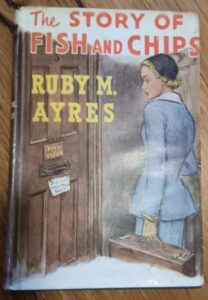 The STORY OF
FISH AND CHIPS
RUBY M.
AYRES